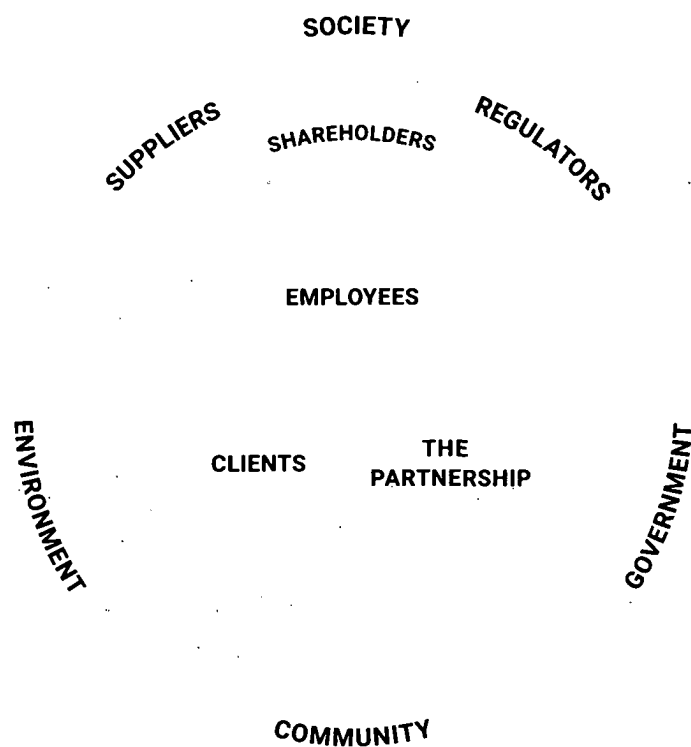 SOCIETY
SUPPLIERS
SHAREHOLDERS
REGULATORS
EMPLOYEES
ENVIRONMENT
CLIENTS
THE
PARTNERSHIP
GOVERNMENT
COMMUNITY